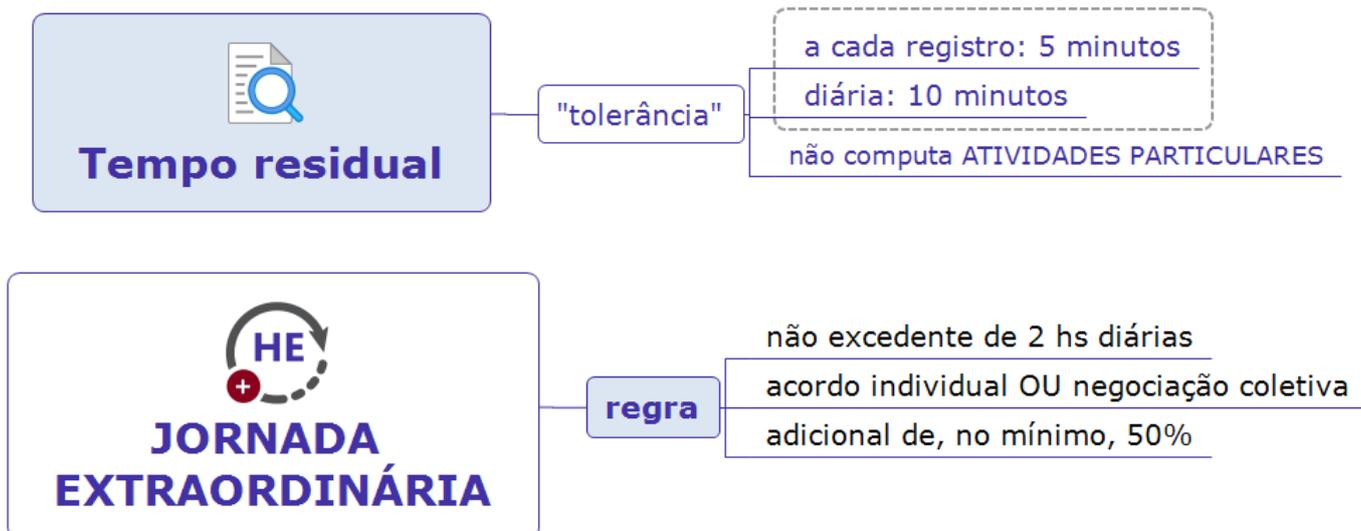 Tempo residual
"tolerância"
a cada registro: 5 minutos
diária: 10 minutos
não computa ATIVIDADES PARTICULARES
HE
+
JORNADA
EXTRAORDINÁRIA
regra
não excedente de 2 hs diárias
acordo individual OU negociação coletiva
adicional de, no mínimo, 50%